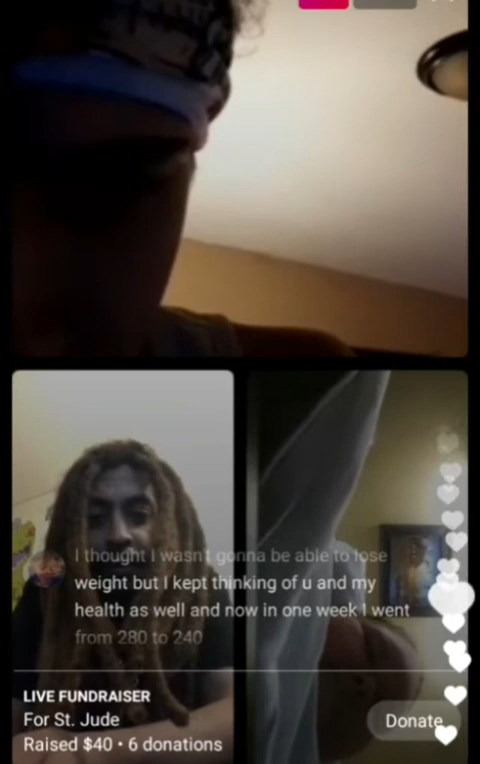 I thought I wasn't gonna be able to lose
weight but I kept thinking of u and my
health as well and now in one week I went
from 280 to 240
LIVE FUNDRAISER
For St. Jude
Raised $40 • 6 donations
Donate